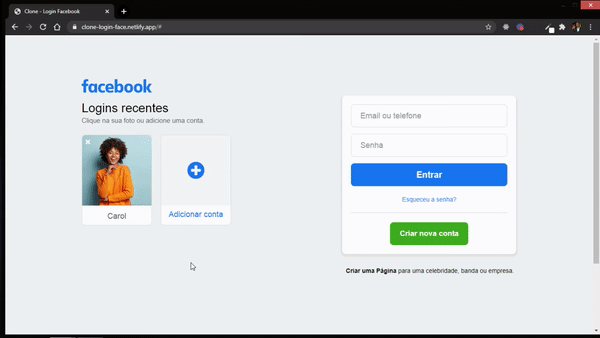 Clone - Login Facebook
clone-login-face.netlify.app/#
facebook
Logins recentes
Clique na sua foto ou adicione uma conta.
Carol
Adicionar conta
Email ou telefone
Senha
Entrar
Esqueceu a senha?
Criar nova conta
Criar uma Página para uma celebridade, banda ou empresa.